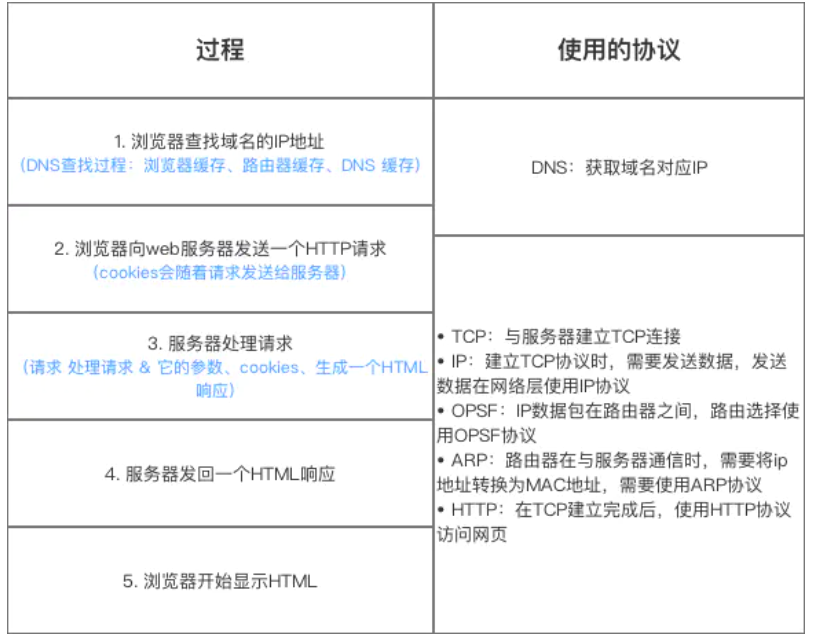 过程
使用的协议
1. 浏览器查找域名的IP地址
（DNS查找过程：浏览器缓存、路由器缓存、DNS 缓存）
DNS：获取域名对应IP
2. 浏览器向web服务器发送一个HTTP请求
（cookies会随着请求发送给服务器）
3. 服务器处理请求
（请求 处理请求 & 它的参数、cookies、生成一个HTML
响应）
4. 服务器发回一个HTML响应
5. 浏览器开始显示HTML
• TCP：与服务器建立TCP连接
• IP：建立TCP协议时，需要发送数据，发送
数据在网络层使用IP协议
• OPSF：IP数据包在路由器之间，路由选择使
用OPSF协议
• ARP：路由器在与服务器通信时，需要将ip
地址转换为MAC地址，需要使用ARP协议
• HTTP：在TCP建立完成后，使用HTTP协议
访问网页